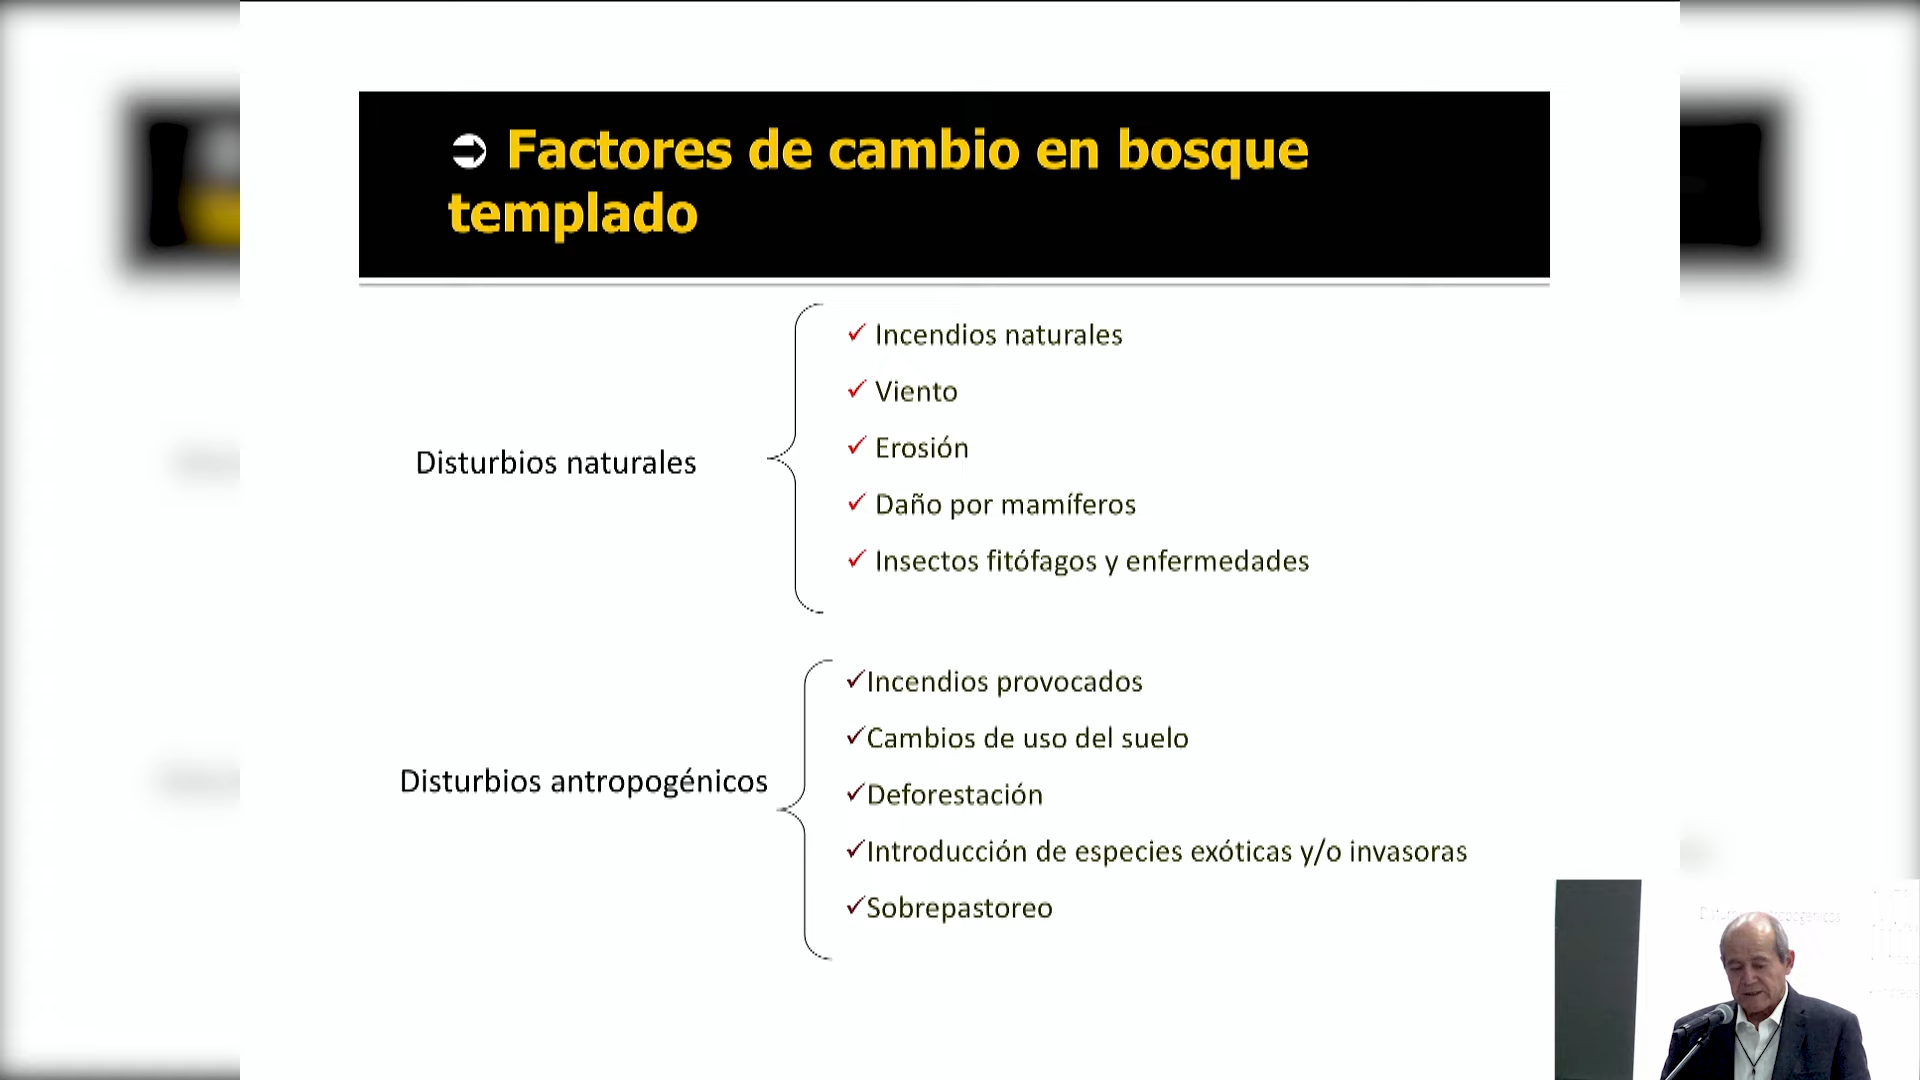 ➲ Factores de cambio en bosque
templado
Disturbios naturales
✓ Incendios naturales
✓ Viento
✓ Erosión
✓ Daño por mamíferos
✓ Insectos fitófagos y enfermedades
Disturbios antropogénicos
✓Incendios provocados
✓Cambios de uso del suelo
✓Deforestación
✓Introducción de especies exóticas y/o invasoras
✓Sobrepastoreo